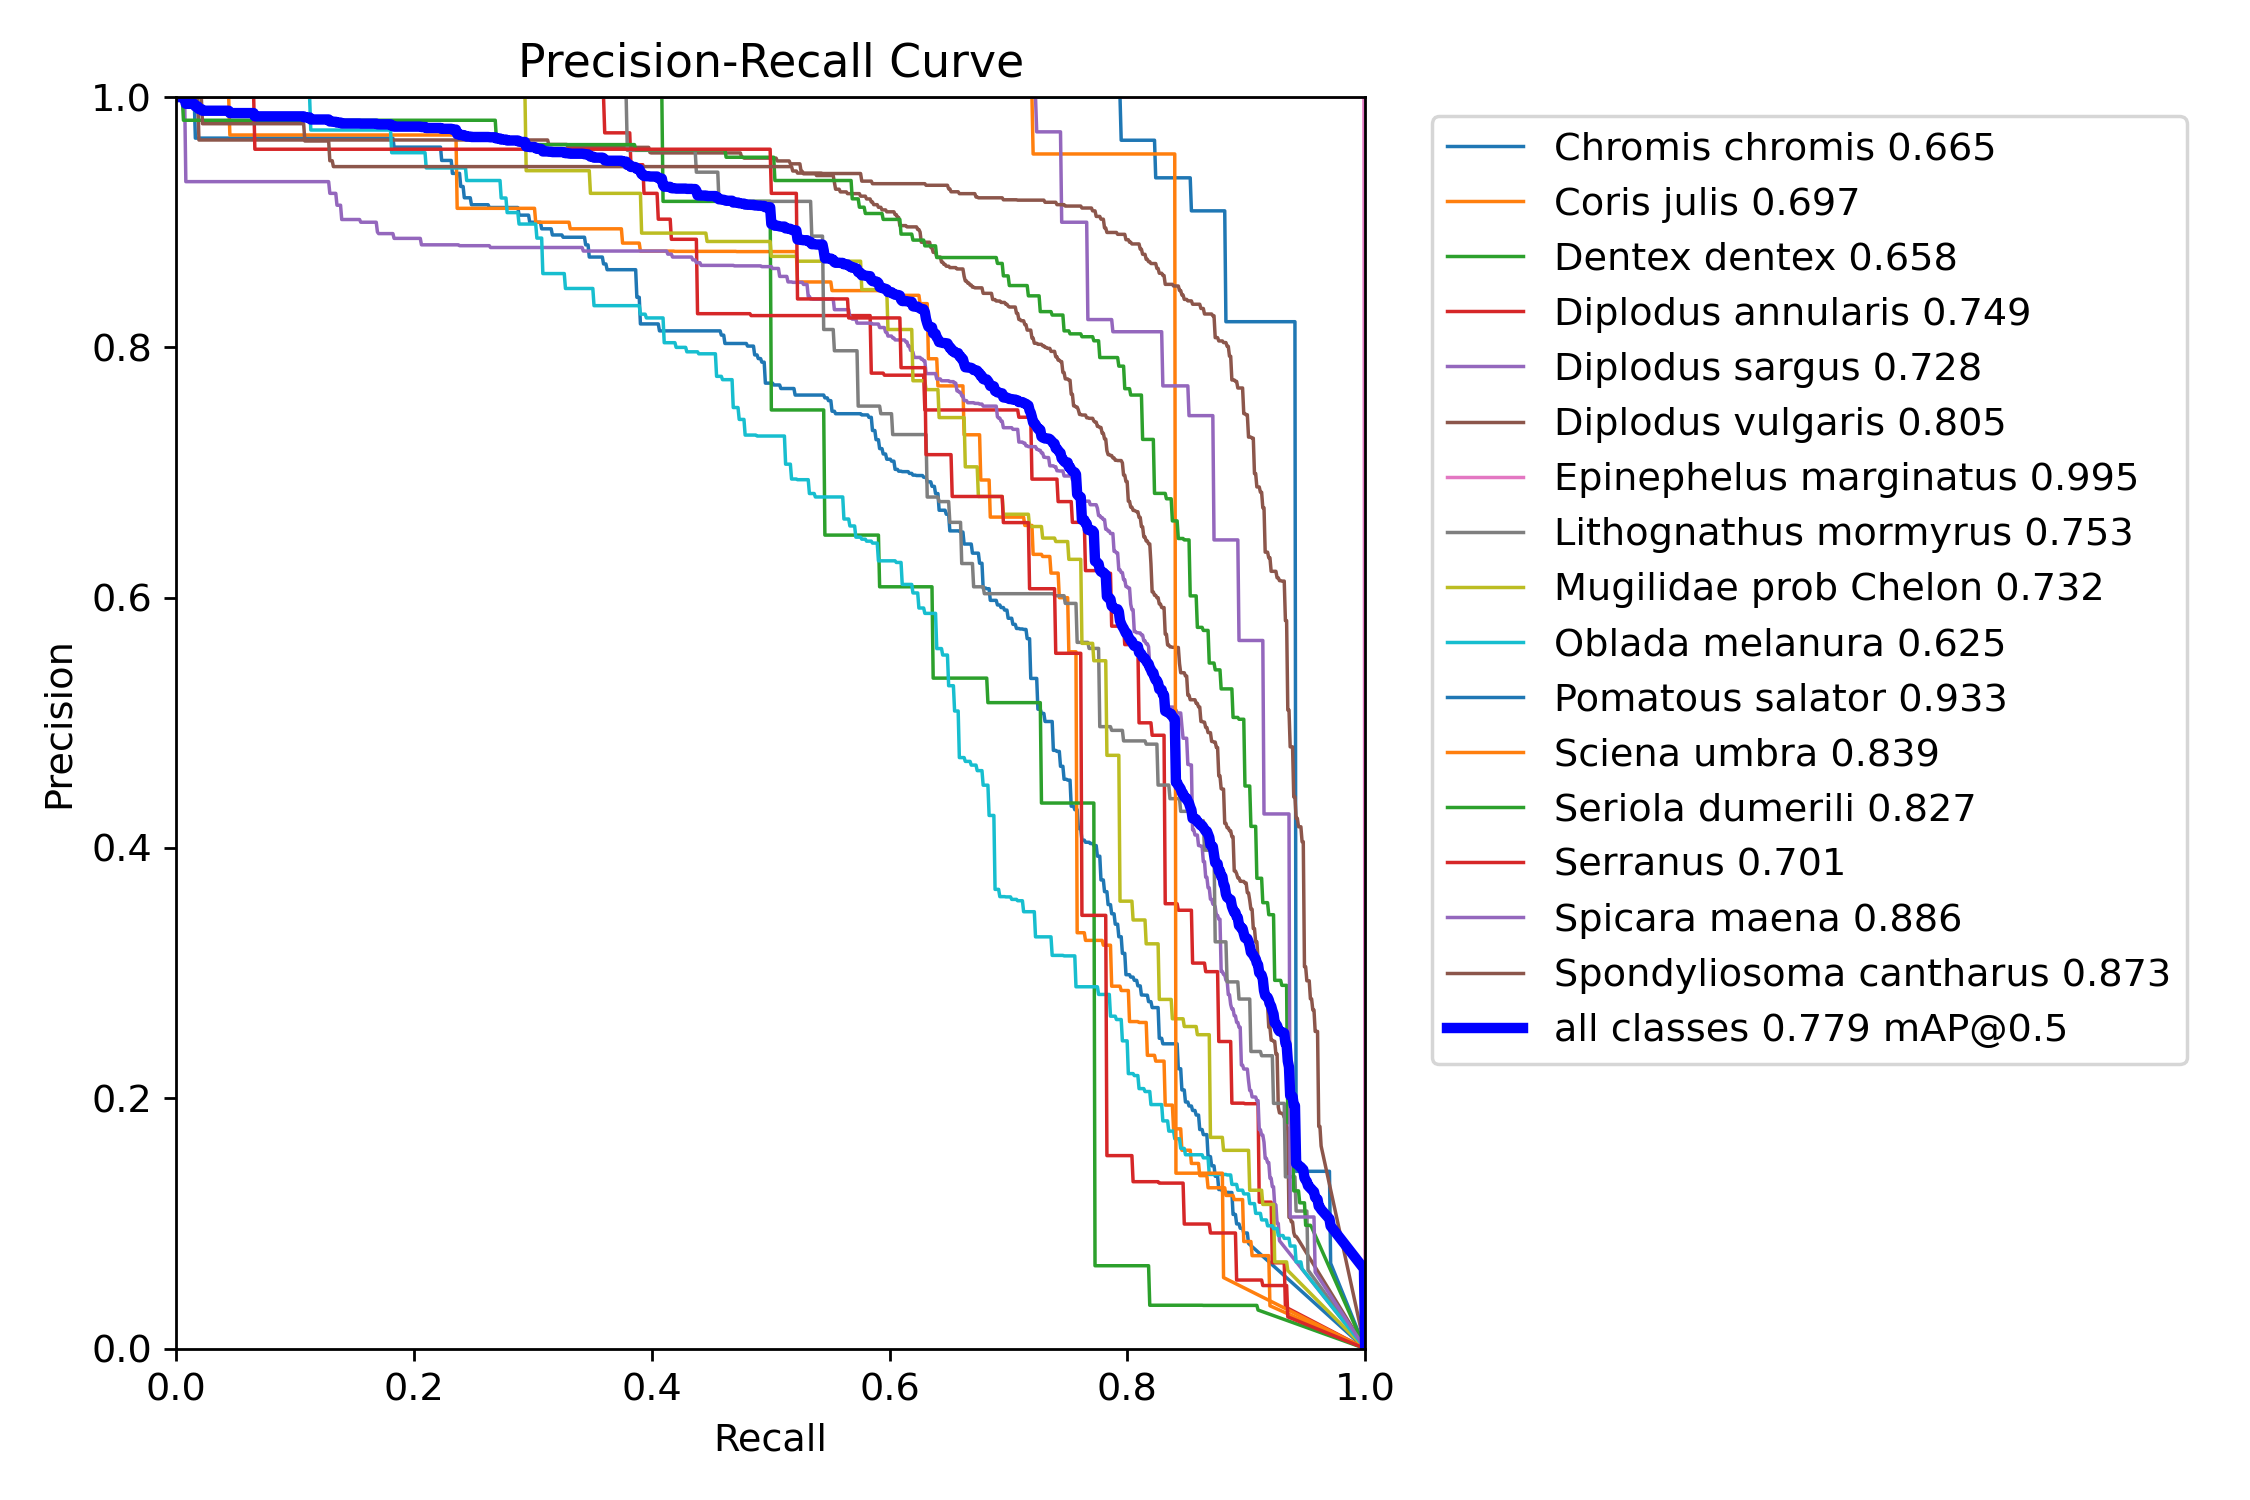 Precision-Recall Curve
1.0
0.8
0.6
0.4
0.2
0.0
Precision
0.0 0.2 0.4 0.6 0.8 1.0
Recall
Chromis chromis 0.665
Coris julis 0.697
Dentex dentex 0.658
Diplodus annularis 0.749
Diplodus sargus 0.728
Diplodus vulgaris 0.805
Epinephelus marginatus 0.995
Lithognathus mormyrus 0.753
Mugilidae prob Chelon 0.732
Oblada melanura 0.625
Pomatous salator 0.933
Sciena umbra 0.839
Seriola dumerili 0.827
Serranus 0.701
Spicara maena 0.886
Spondyliosoma cantharus 0.873
all classes 0.779 mAP@0.5